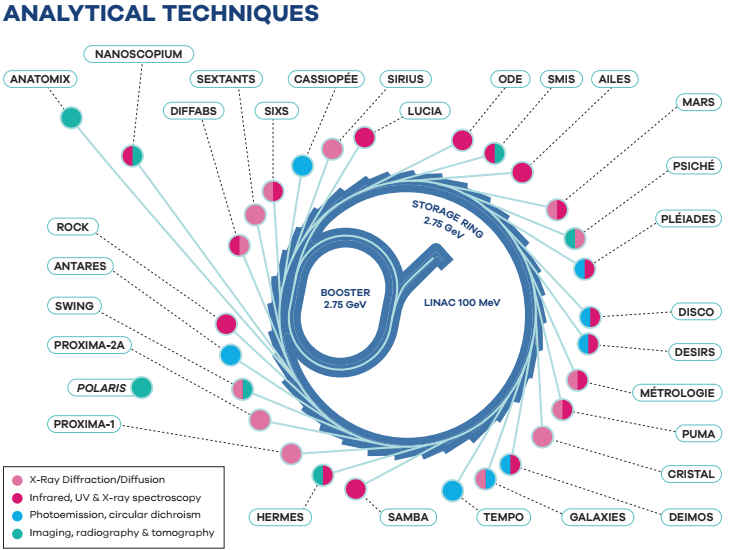 ANALYTICAL TECHNIQUES
NANOSCOPIUM
ANATOMIX
SEXTANTS
CASSIOPÉE
SIRIUS
ODE
SMIS
AILES
DIFFABS
SIXS
LUCIA
MARS
PSICHÉ
PLÉIADES
STORAGE RING
2.75 GeV
ROCK
ANTARES
SWING
PROXIMA-2A
POLARIS
PROXIMA-1
BOOSTER
2.75 GeV
LINAC 100 MeV
DISCO
DESIRS
MÉTROLOGIE
PUMA
CRISTAL
HERMES
SAMBA
TEMPO
GALAXIES
DEIMOS
X-Ray Diffraction/Diffusion
Infrared, UV & X-ray spectroscopy
Photoemission, circular dichroism
Imaging, radiography & tomography